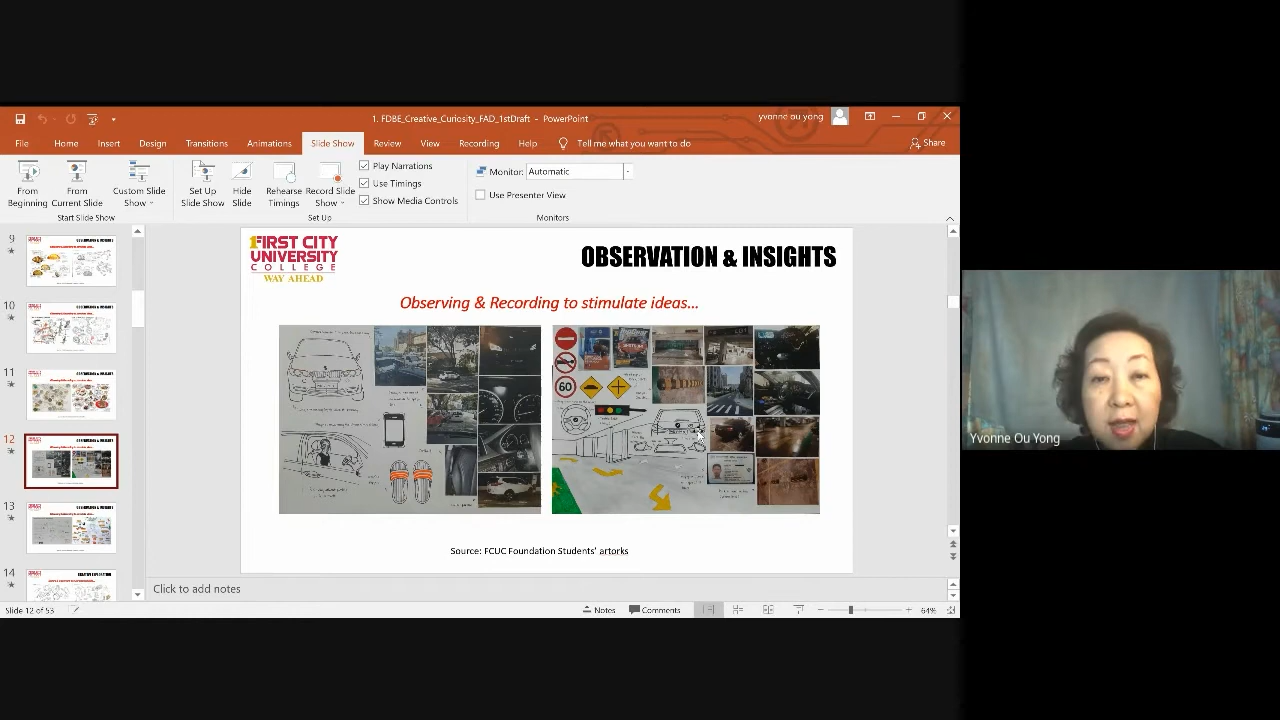 1. FDBE_Creative_Curiosity_FAD_1stDraft - PowerPoint
yvonne ou yong
File Home Insert Design Transitions Animations Slide Show Review View Recording Help Tell me what you want to do Share
From Beginning
From Current Slide
Custom Slide Show
Set Up Slide Show
Hide Slide
Rehearse Timings
Record Slide Show
Play Narrations
Use Timings
Show Media Controls
Monitor: Automatic
Use Presenter View
Start Slide Show
Set Up
Monitors
9
10
11
12
13
14
FIRST CITY
UNIVERSITY
COLLEGE
WAY AHEAD
OBSERVATION & INSIGHTS
Observing & Recording to stimulate ideas...
60
Source: FCUC Foundation Students' artorks
Click to add notes
Slide 12 of 53
Notes
Comments
64%
Yvonne Ou Yong